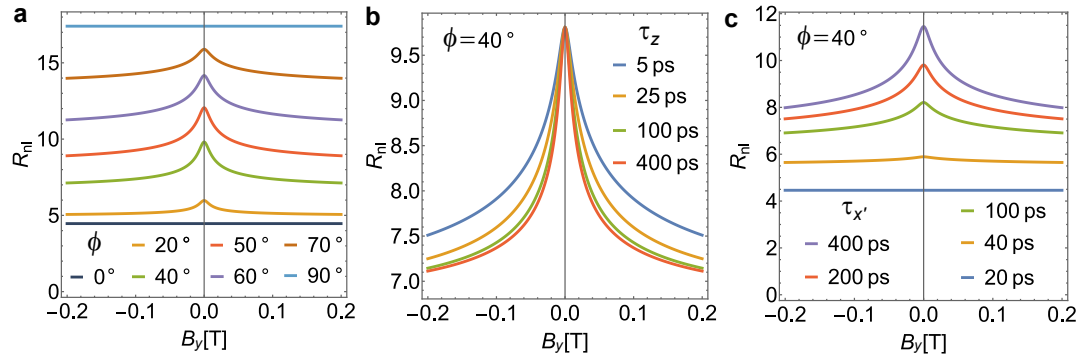 a
R_nl
15
10
5
0
ϕ
0°
20°
40°
50°
60°
70°
90°
-0.2 -0.1 0.0 0.1 0.2
B_y[T]
b
ϕ=40°
τ_z
5 ps
25 ps
100 ps
400 ps
R_nl
9.5
9.0
8.5
8.0
7.5
7.0
-0.2 -0.1 0.0 0.1 0.2
B_y[T]
c
ϕ=40°
R_nl
12
10
8
6
4
2
0
τ_x′
400 ps
200 ps
100 ps
40 ps
20 ps
-0.2 -0.1 0.0 0.1 0.2
B_y[T]